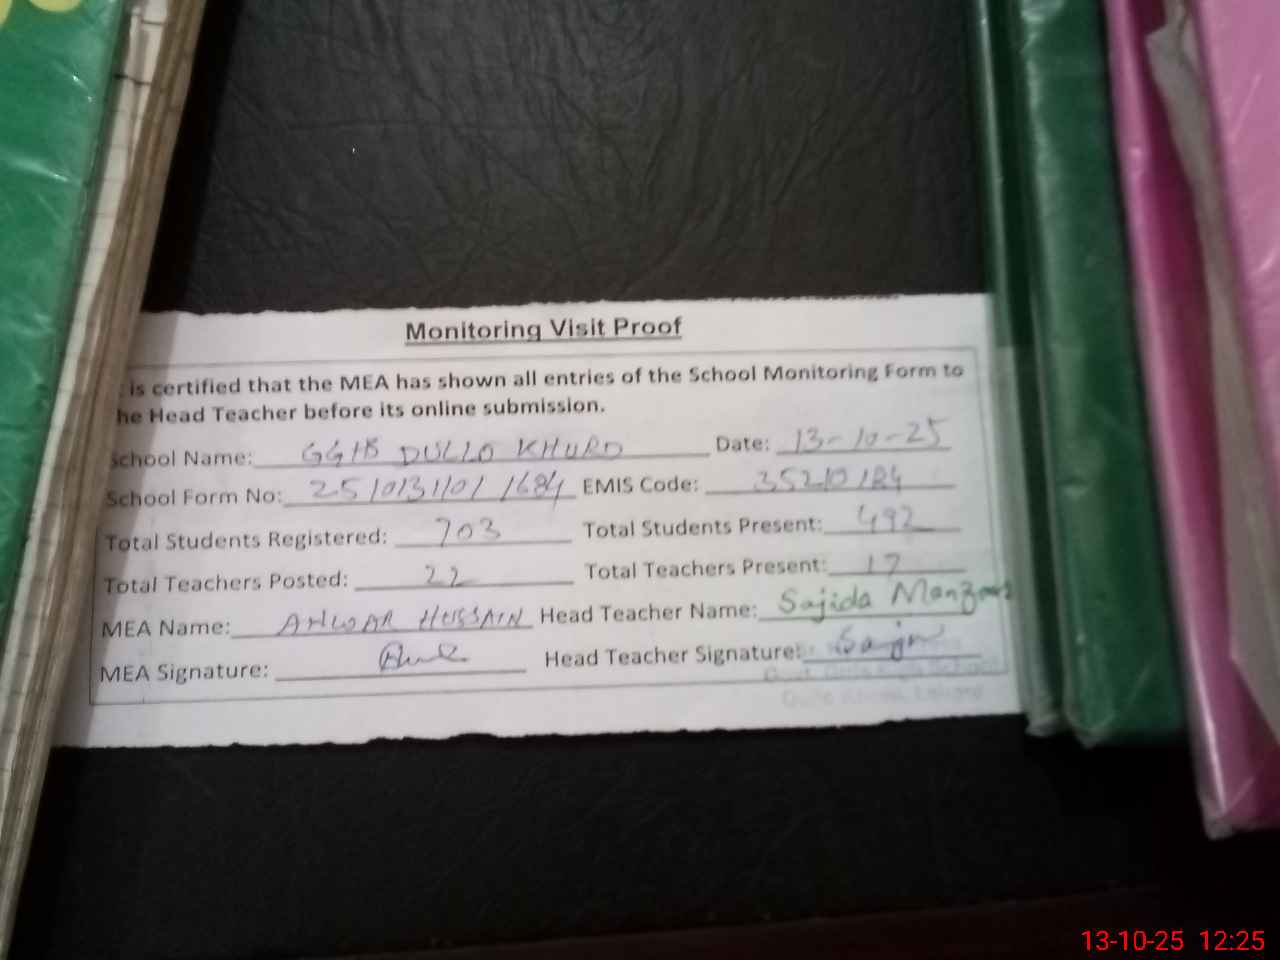 Monitoring Visit Proof
is certified that the MEA has shown all entries of the School Monitoring Form to
he Head Teacher before its online submission.
School Name: GGHS DULLO KHURD Date: 13-10-25
School Form No: 2510131101 1684 EMIS Code: 35210184
Total Students Registered: 703 Total Students Present: 492
Total Teachers Posted: 22 Total Teachers Present: 17
MEA Name: ANWAR HUSSAIN Head Teacher Name: Sajida Manzoor
MEA Signature: Head Teacher Signature:
13-10-25 12:25